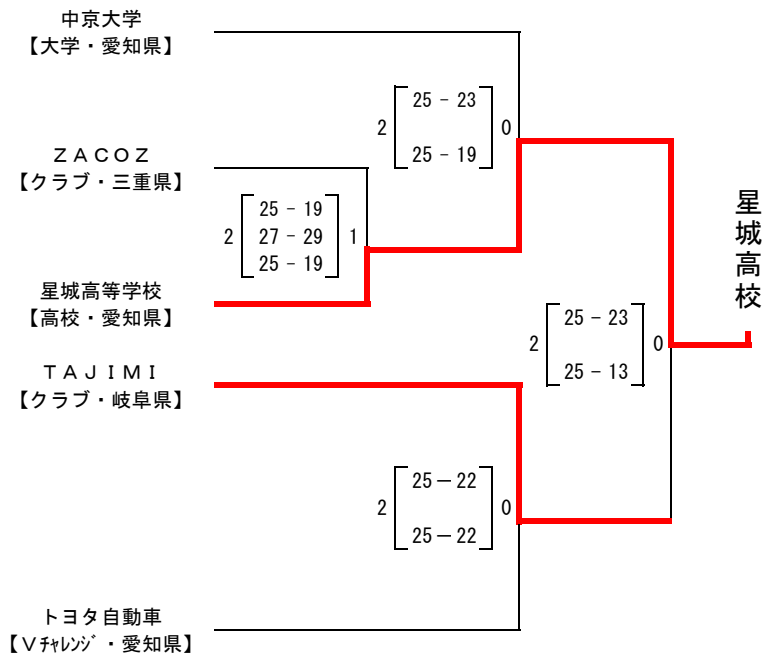 中京大学
【大学・愛知県】
2 25 - 23 0
25 - 19
ＺＡＣＯＺ
【クラブ・三重県】
25 - 19
2 27 - 29 1
25 - 19
星城高等学校
【高校・愛知県】
星城高校
25 - 23
2 0
25 - 13
ＴＡＪＩＭＩ
【クラブ・岐阜県】
25－22
2 0
25－22
トヨタ自動車
【Ｖﾁｬﾚﾝｼﾞ・愛知県】